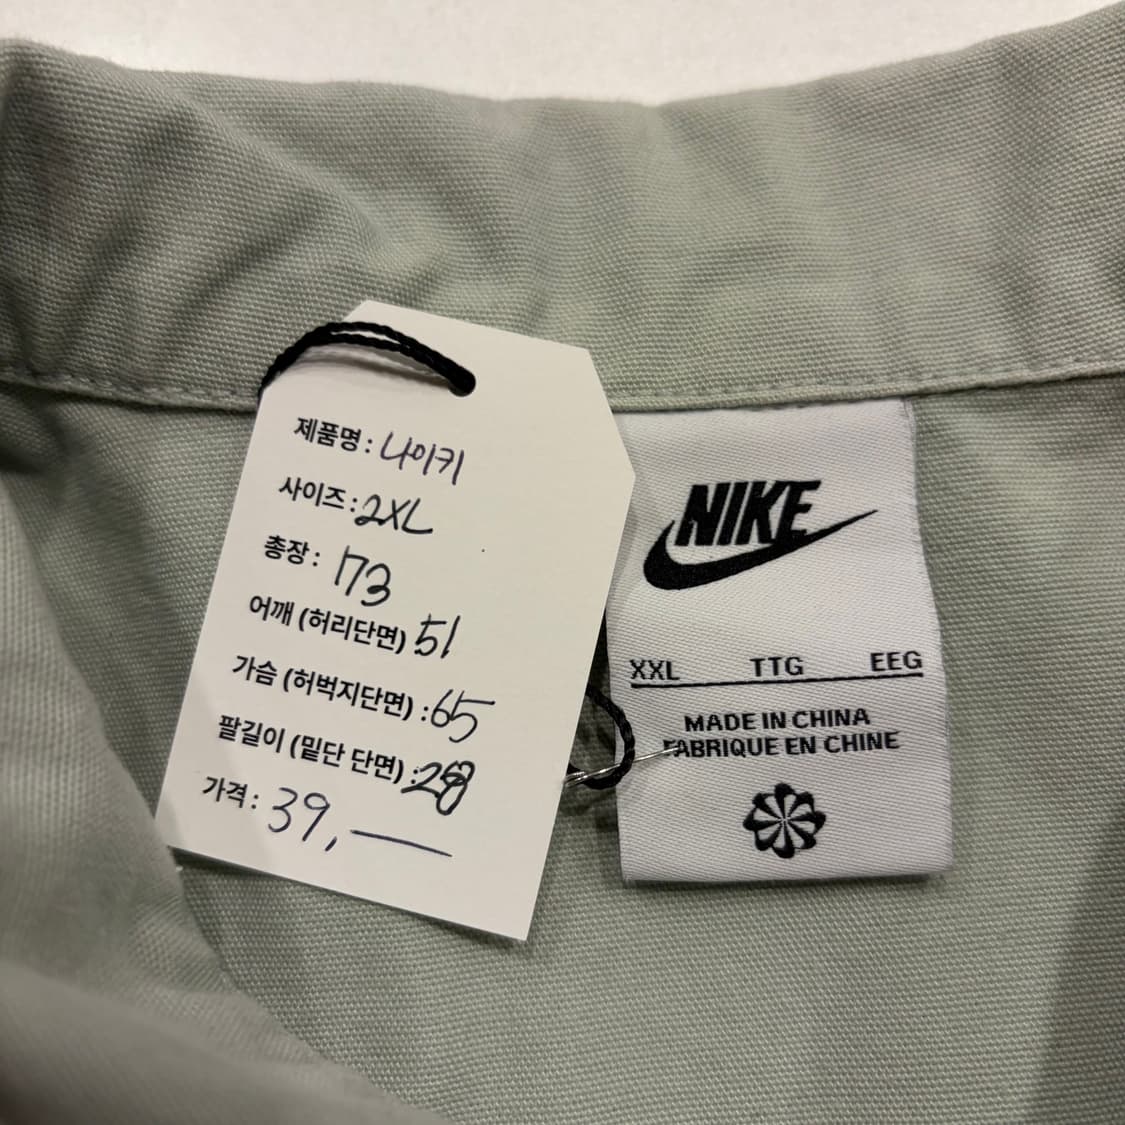 제품명: 나이키
사이즈: 2XL
총장: 73
어깨 (허리단면) 51
가슴 (허벅지단면) : 65
팔길이 (밑단 단면) : 28
가격: 39,—
NIKE
XXL TTG EEG
MADE IN CHINA
FABRIQUE EN CHINE